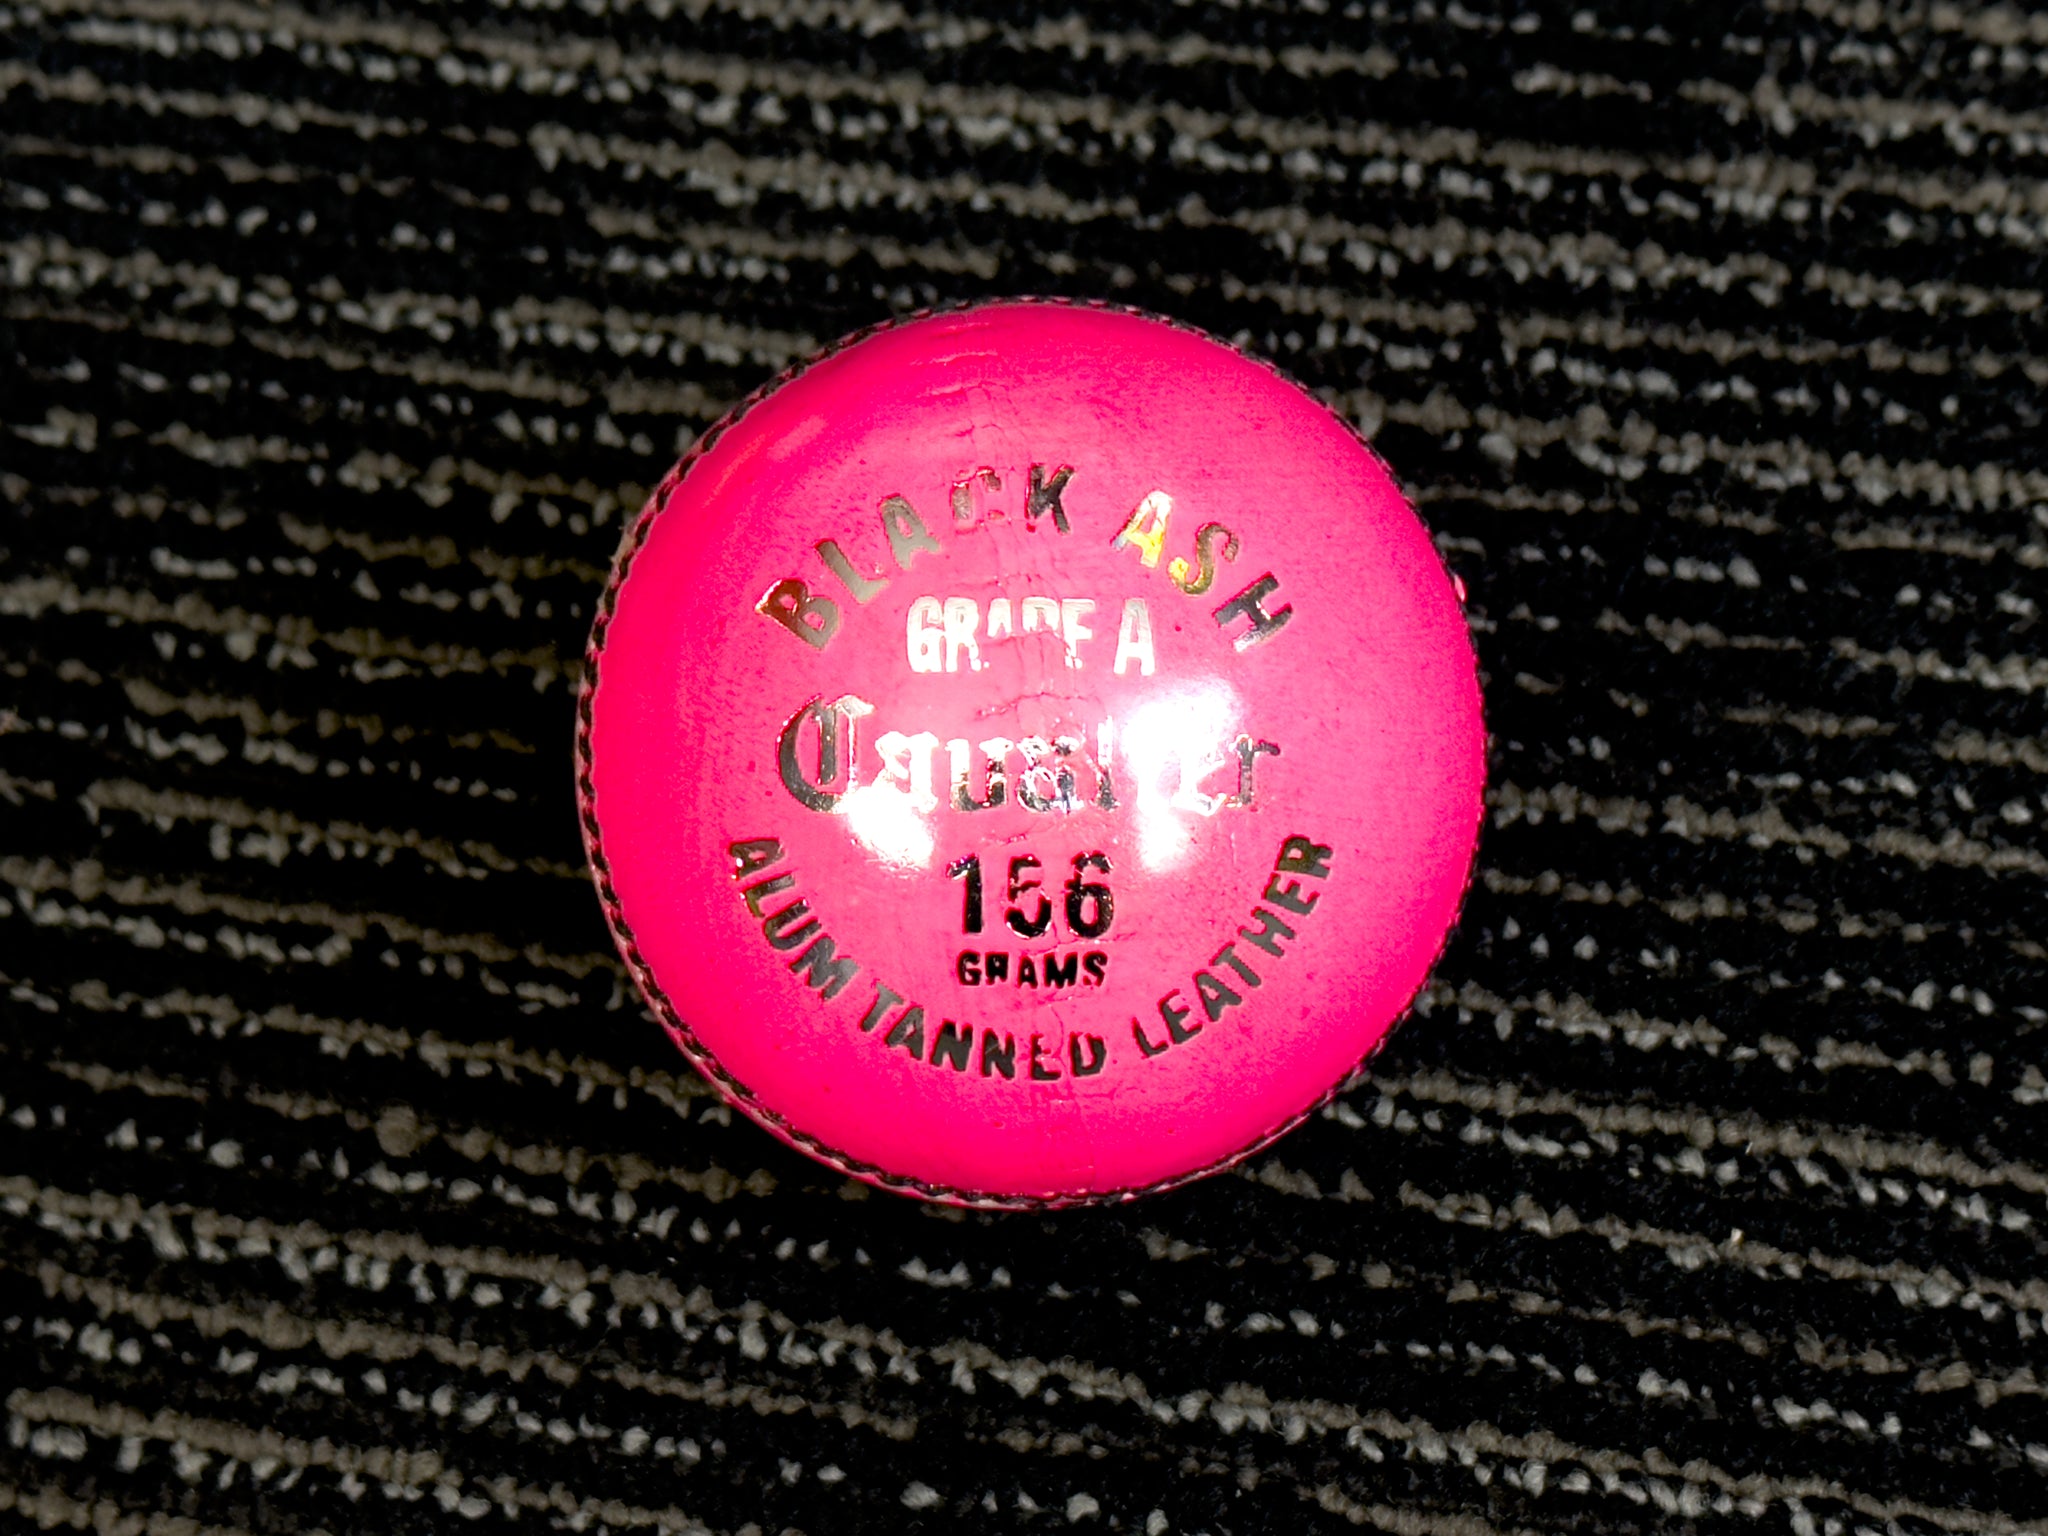 BLACK ASH
GRADE A
Cavalier
156
GRAMS
ALUM TANNED LEATHER